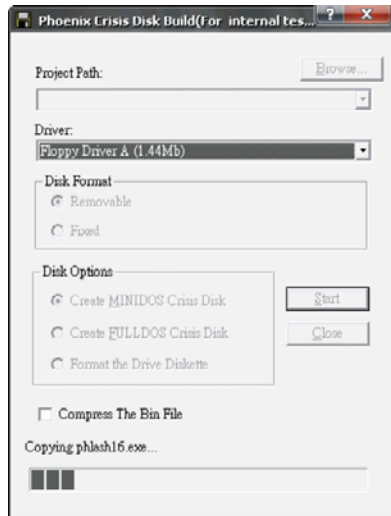 Phoenix Crisis Disk Build(For internal tes...
Project Path:
Browse...
Driver:
Floppy Driver A (1.44Mb)
Disk Format
Removable
Fixed
Disk Options
Create MINIDOS Crisis Disk
Start
Create FULLDOS Crisis Disk
Close
Format the Drive Diskette
Compress The Bin File
Copying phlash16.exe...